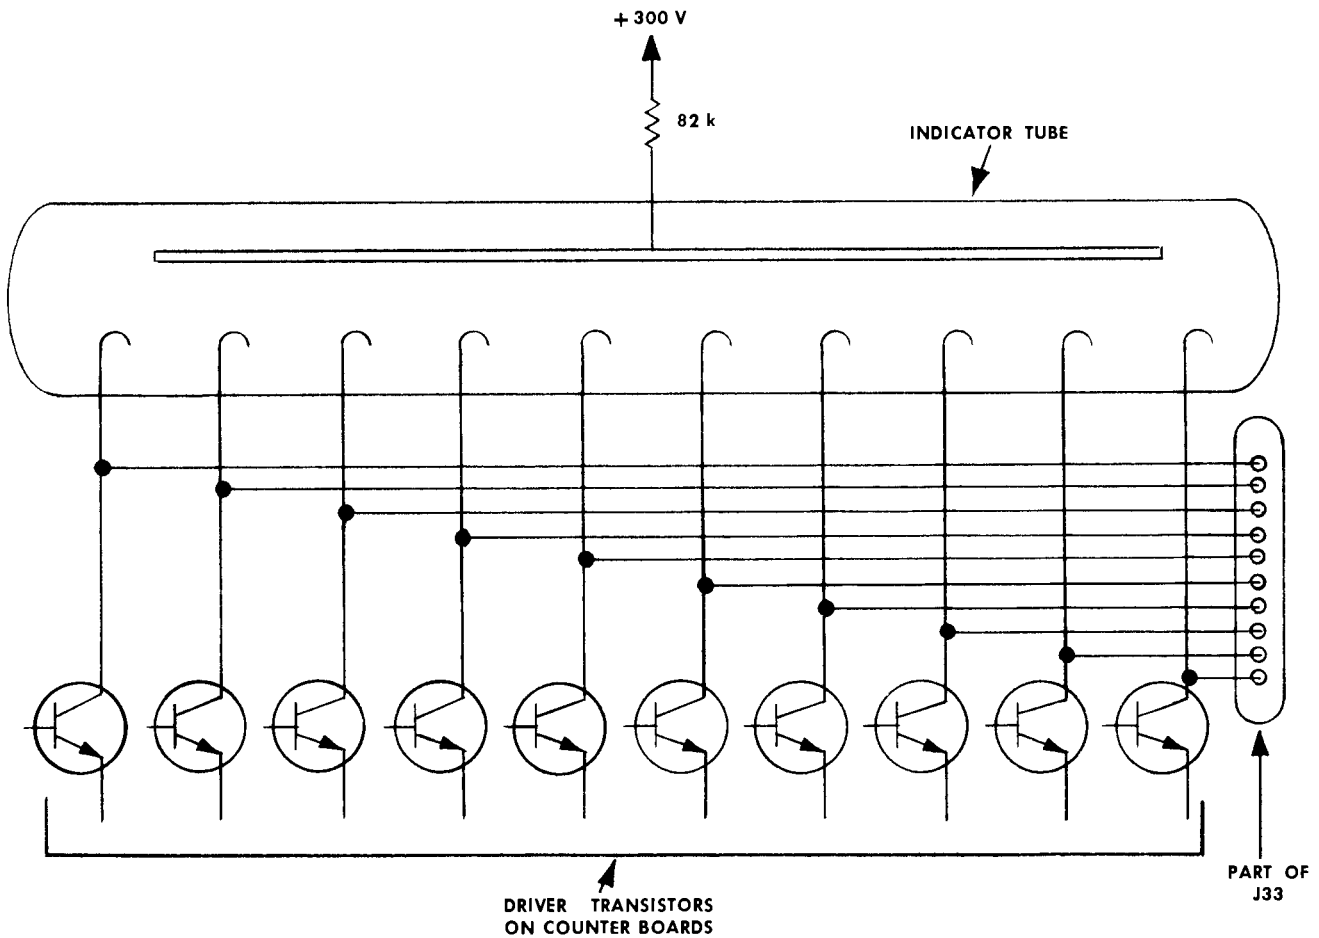 +300 V
82 k
INDICATOR TUBE
PART OF
J33
DRIVER TRANSISTORS
ON COUNTER BOARDS